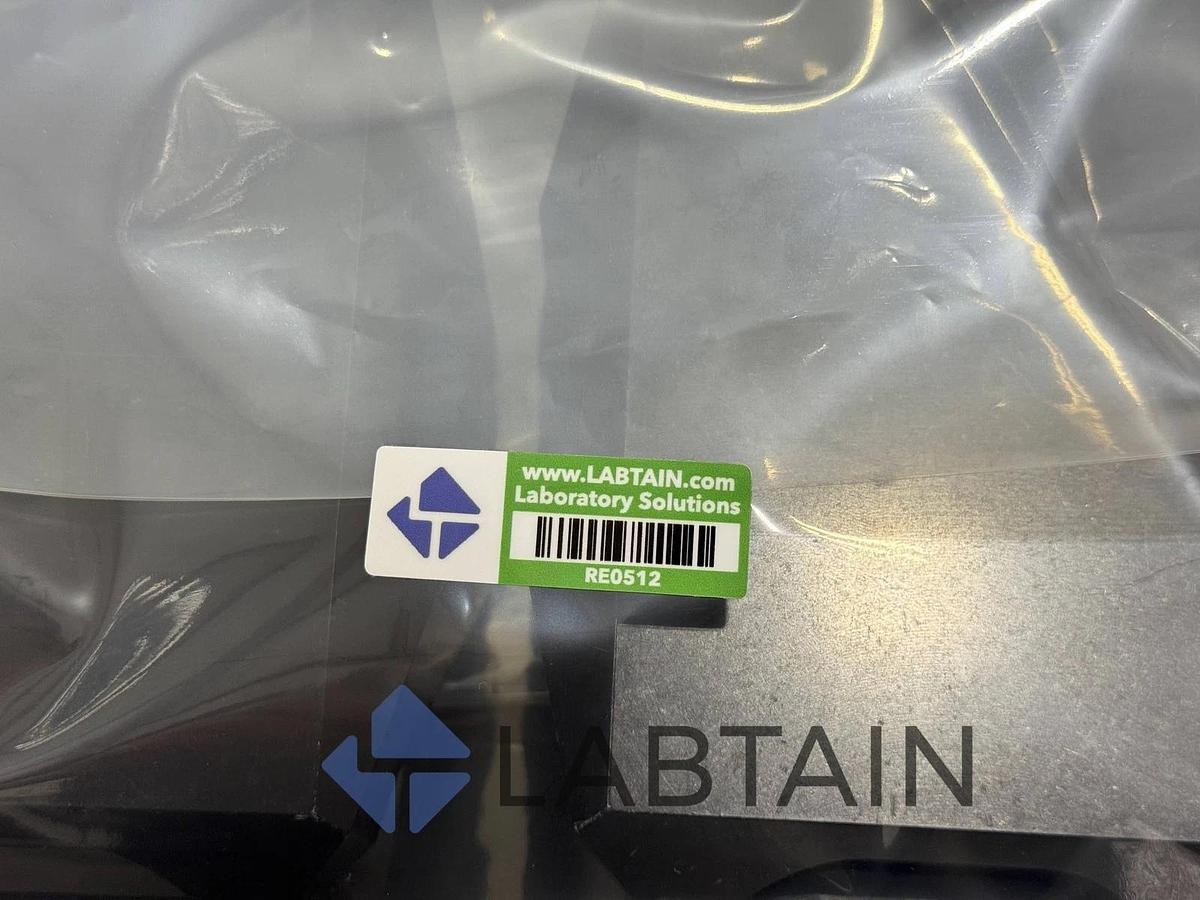 www.LABTAIN.com
Laboratory Solutions
RE0512
LABTAIN